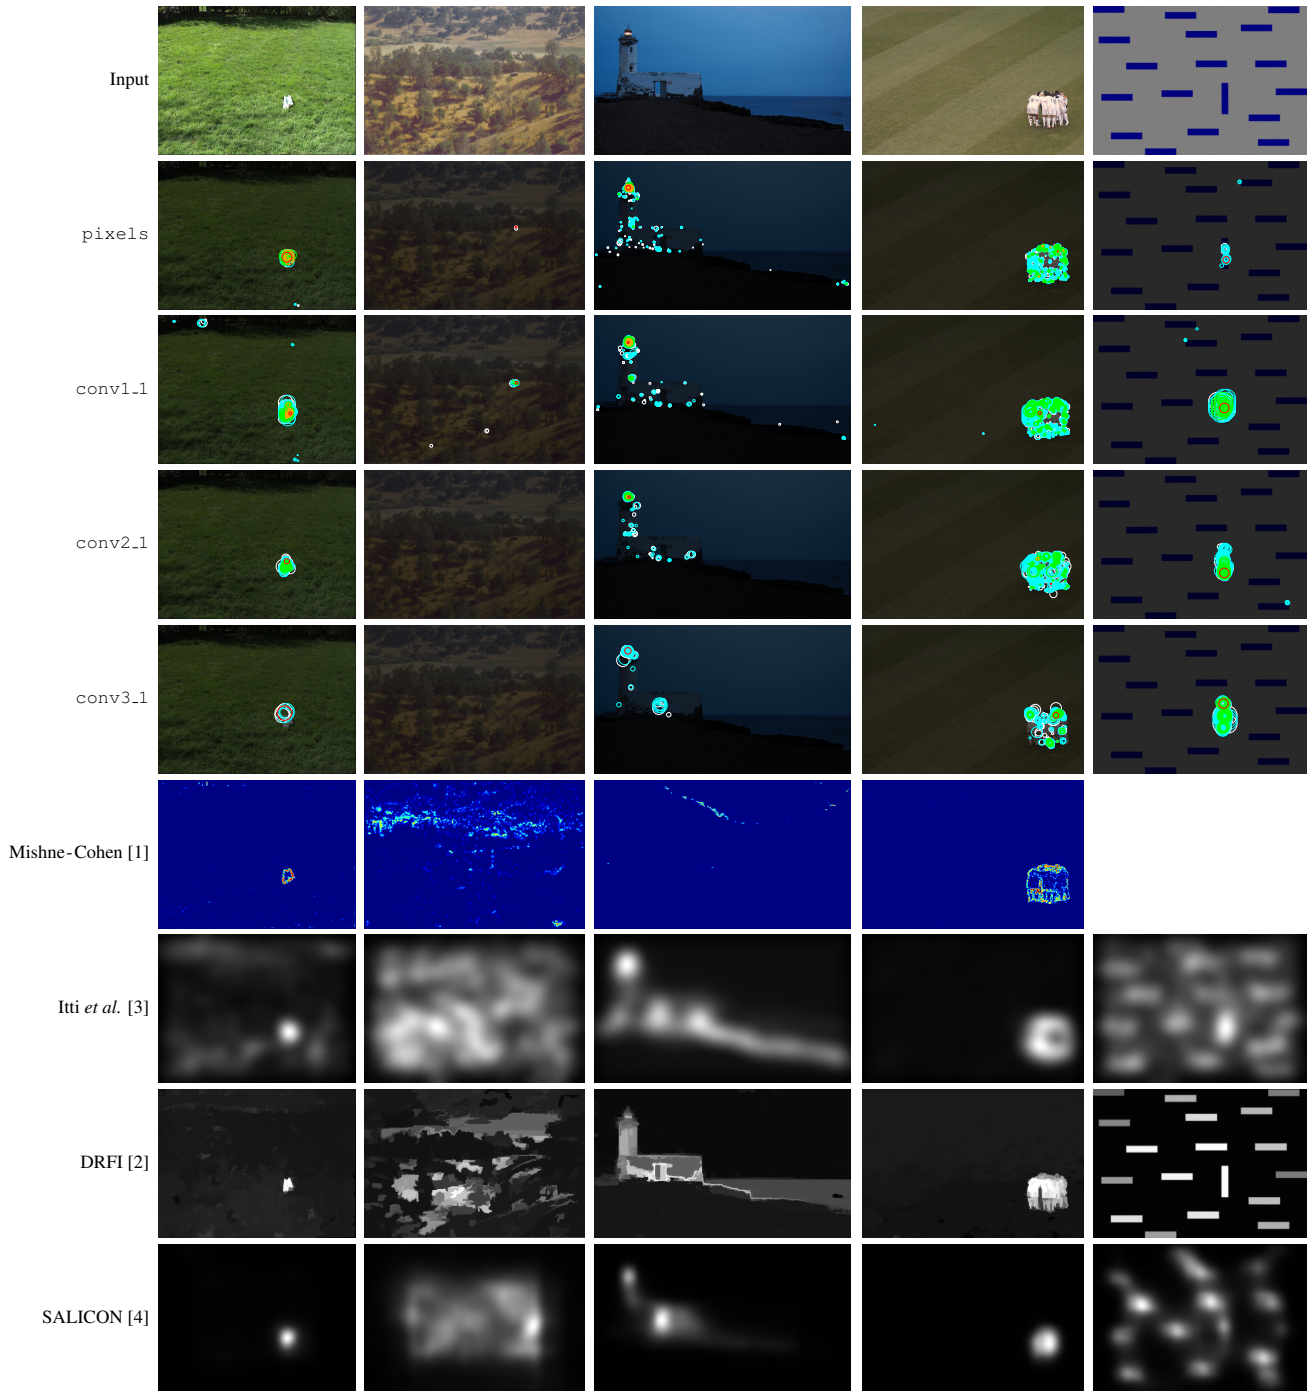 Input
pixels
conv1_1
conv2_1
conv3_1
Mishne-Cohen [1]
Itti et al. [3]
DRFI [2]
SALICON [4]